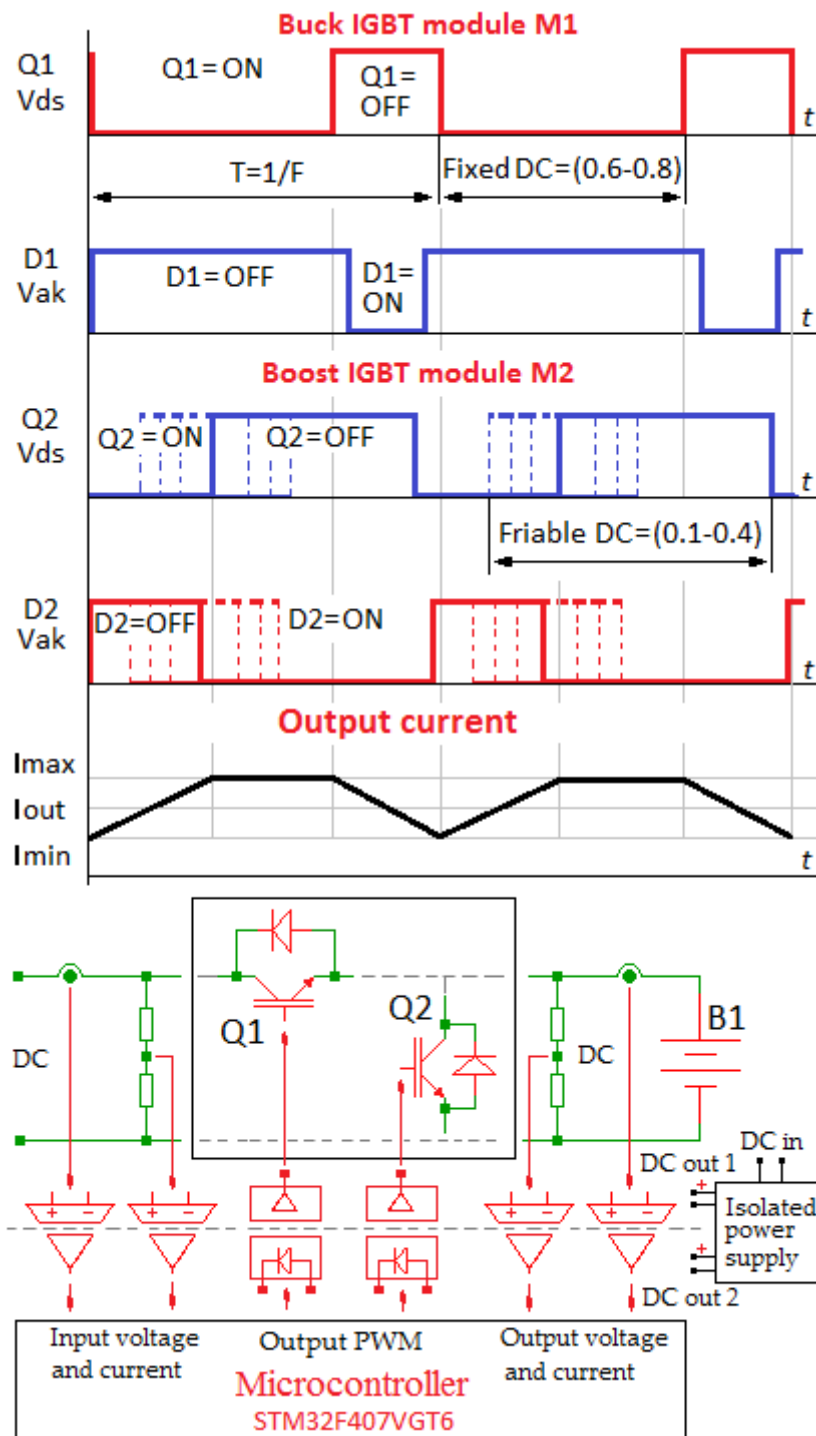 Buck IGBT module M1
Q1
Vds
Q1=ON
Q1=
OFF
t
T=1/F
Fixed DC=(0.6-0.8)
D1
Vak
D1=OFF
D1=
ON
t
Boost IGBT module M2
Q2
Vds
Q2=ON
Q2=OFF
t
Friable DC=(0.1-0.4)
D2
Vak
D2=OFF
D2=ON
t
Output current
Imax
Iout
Imin
t
Q1
Q2
B1
DC
DC
DC in
DC out 1
+
Isolated
power
supply
+
DC out 2
+ -
+ -
+ -
+ -
Input voltage
and current
Output PWM
Output voltage
and current
Microcontroller
STM32F407VGT6